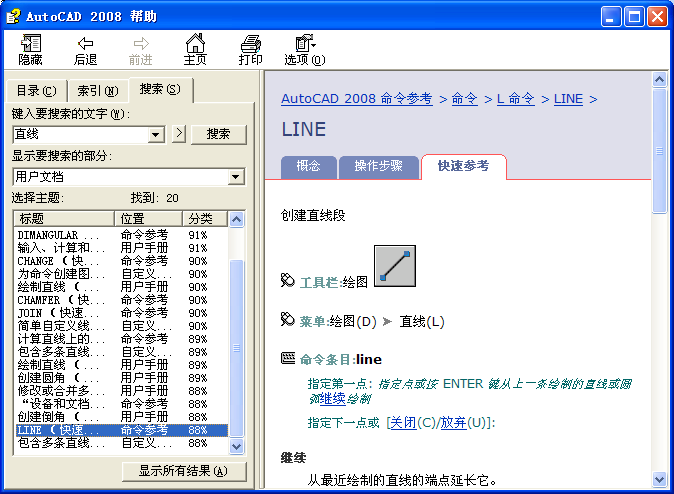 AutoCAD 2008 帮助
隐藏 后退 前进 主页 打印 选项(O)
目录(C) 索引(N) 搜索(S)
键入要搜索的文字(W):
直线 > 搜索
显示要搜索的部分:
用户文档
选择主题: 找到: 20
标题 位置 分类
DIMANGULAR ... 命令参考 91%
输入、计算和... 用户手册 91%
CHANGE (快... 命令参考 90%
为命令创建图... 自定义... 90%
绘制直线 (... 用户手册 90%
CHAMFER (快... 命令参考 90%
JOIN (快速... 命令参考 90%
简单自定义线... 自定义... 90%
计算直线上的... 命令参考 89%
包含多条直线... 自定义... 89%
绘制直线 (... 用户手册 89%
创建圆角 (... 用户手册 88%
修改或合并多... 用户手册 88%
“设备和文档... 命令参考 88%
创建倒角 (... 用户手册 88%
LINE (快速... 命令参考 88%
包含多条直线... 自定义... 88%
显示所有结果(A)
AutoCAD 2008 命令参考 > 命令 > L 命令 > LINE >
LINE
概念 操作步骤 快速参考
创建直线段
工具栏:绘图
菜单:绘图(D) ➤ 直线(L)
命令条目:line
指定第一点: 指定点或按 ENTER 键从上一条绘制的直线或圆
弧继续绘制
指定下一点或 [关闭(C)/放弃(U)]:
继续
从最近绘制的直线的端点延长它。